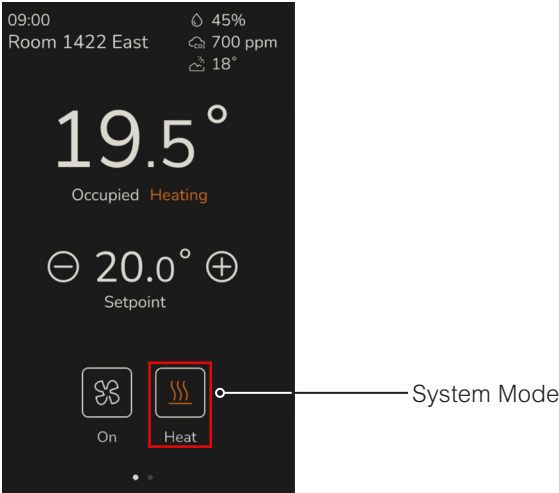 09:00
45%
Room 1422 East
CO2 700 ppm
18°
19.5°
Occupied Heating
20.0°
Setpoint
System Mode
On Heat